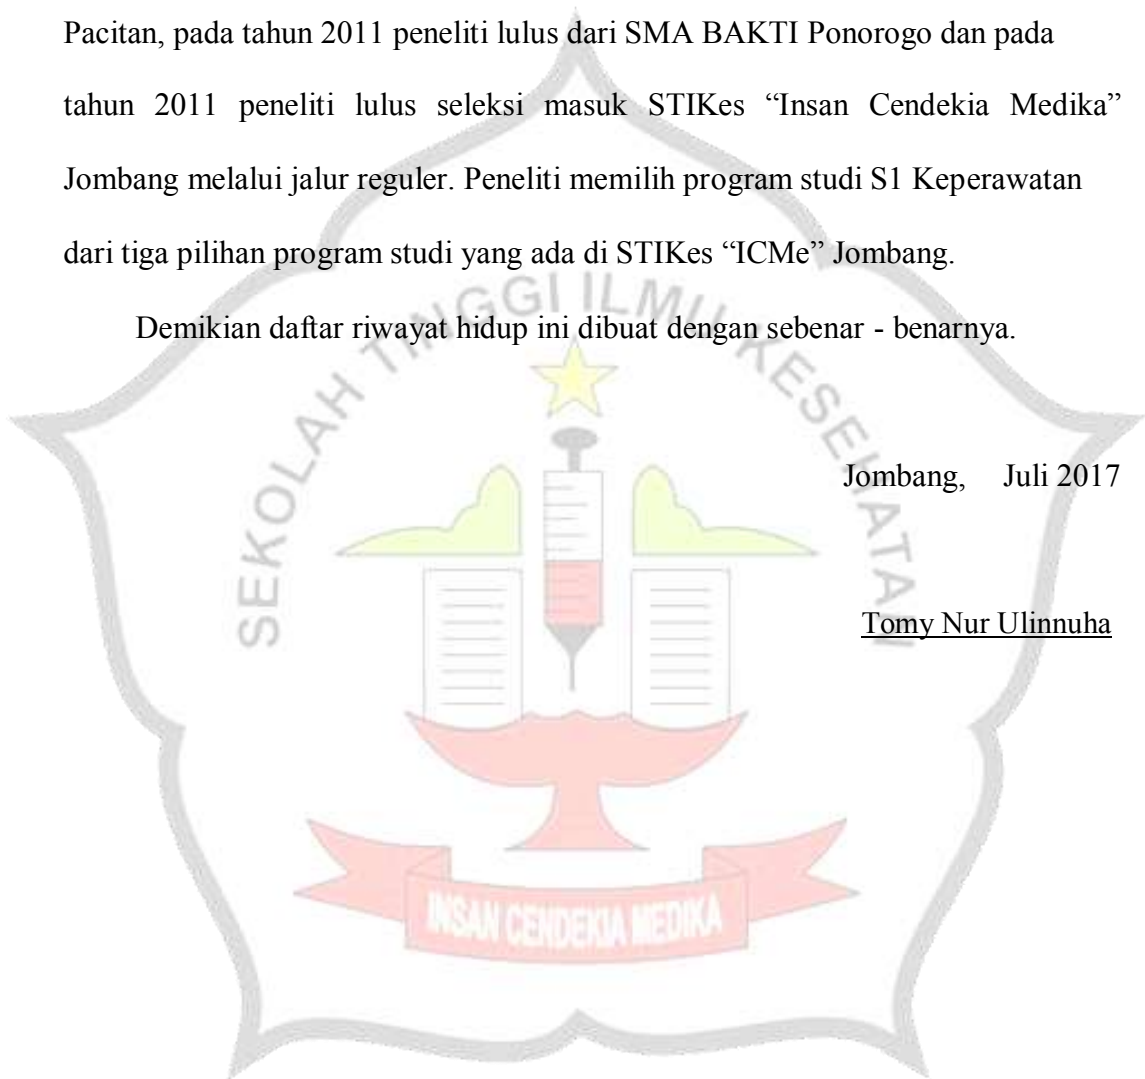 Pacitan, pada tahun 2011 peneliti lulus dari SMA BAKTI Ponorogo dan pada
tahun 2011 peneliti lulus seleksi masuk STIKes “Insan Cendekia Medika”
Jombang melalui jalur reguler. Peneliti memilih program studi S1 Keperawatan
dari tiga pilihan program studi yang ada di STIKes “ICMe” Jombang.
Demikian daftar riwayat hidup ini dibuat dengan sebenar - benarnya.
SEKOLAH TINGGI ILMU KESEHATAN
Jombang, Juli 2017
Tomy Nur Ulinnuha
INSAN CENDEKIA MEDIKA